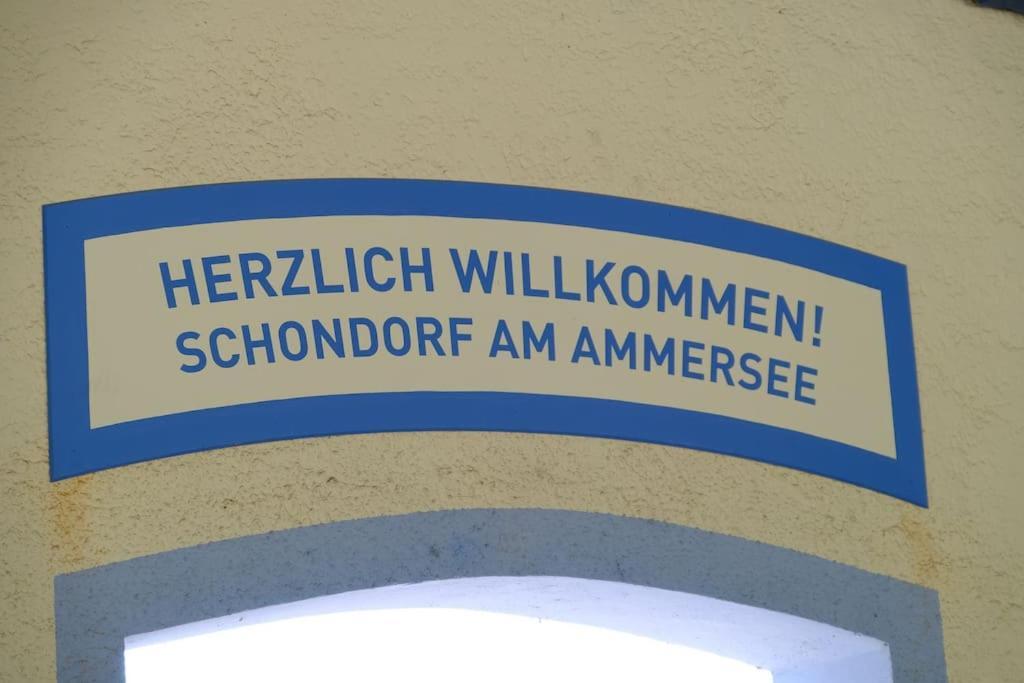 HERZLICH WILLKOMMEN!
SCHONDORF AM AMMERSEE